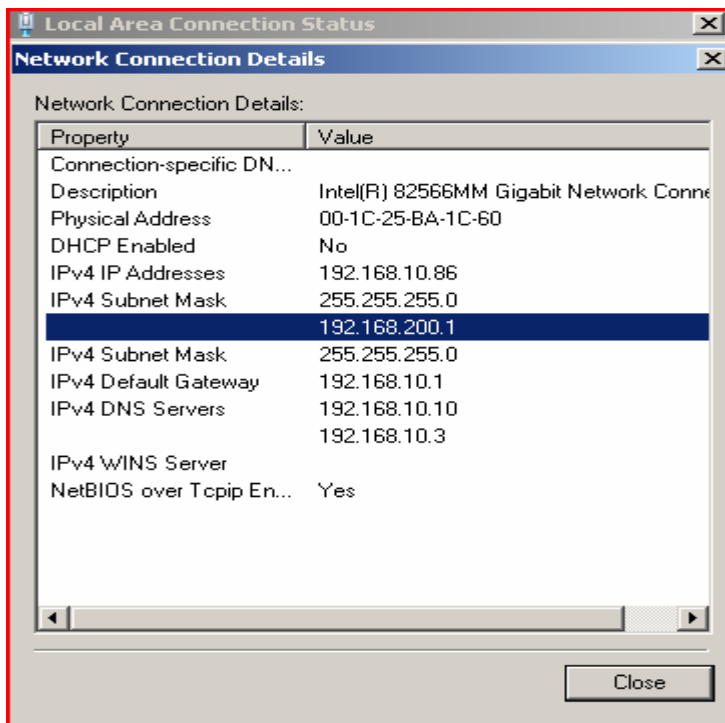 Local Area Connection Status
Network Connection Details
Network Connection Details:
Property Value
Connection-specific DN...
Description Intel(R) 82566MM Gigabit Network Conne
Physical Address 00-1C-25-BA-1C-60
DHCP Enabled No
IPv4 IP Addresses 192.168.10.86
IPv4 Subnet Mask 255.255.255.0
192.168.200.1
IPv4 Subnet Mask 255.255.255.0
IPv4 Default Gateway 192.168.10.1
IPv4 DNS Servers 192.168.10.10
192.168.10.3
IPv4 WINS Server
NetBIOS over Tcpip En... Yes
Close